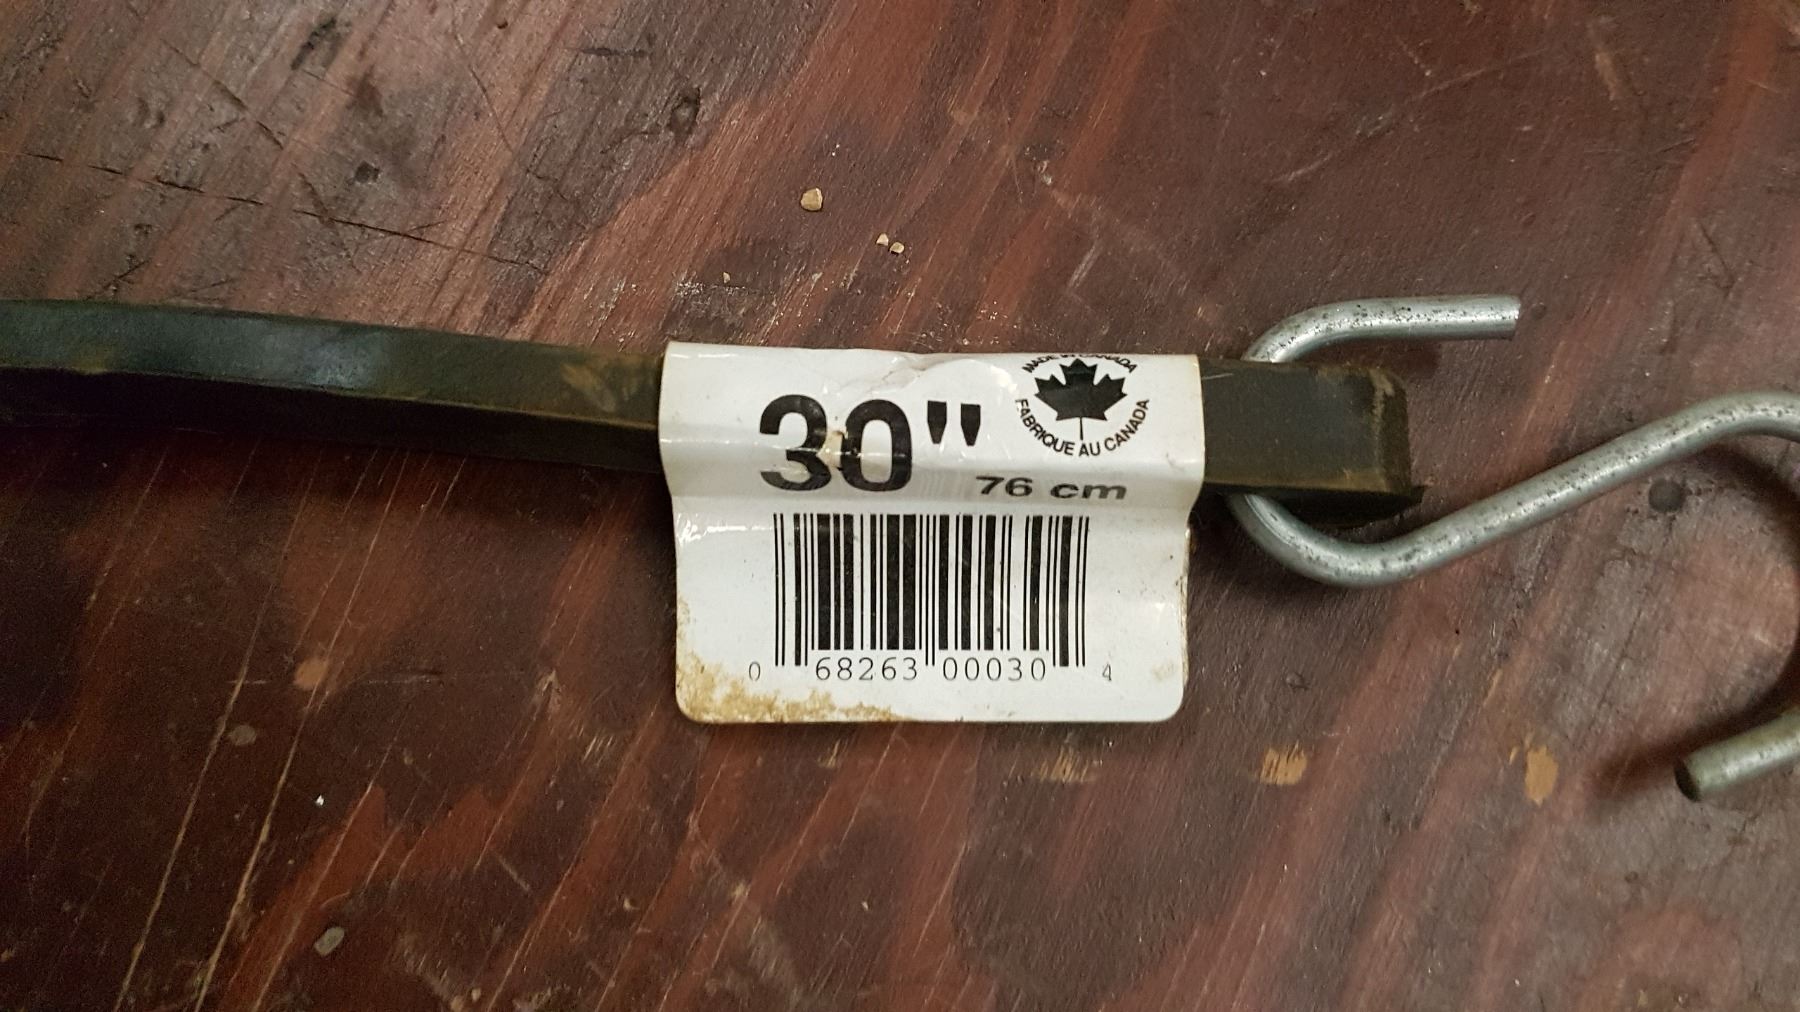 MADE IN CANADA
FABRIQUE AU CANADA
30"
76 cm
0 68263 00030 4